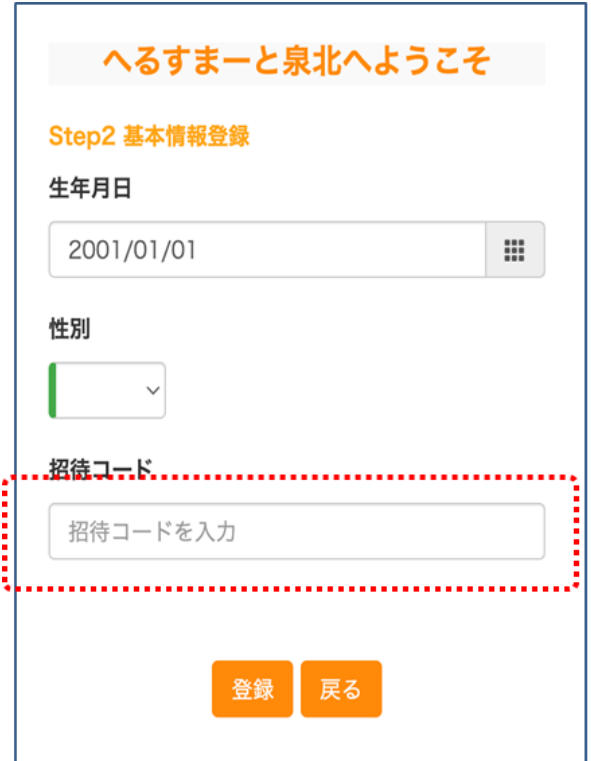 へるすまーと泉北へようこそ
Step2 基本情報登録
生年月日
2001/01/01
性別
招待コード
招待コードを入力
登録 戻る